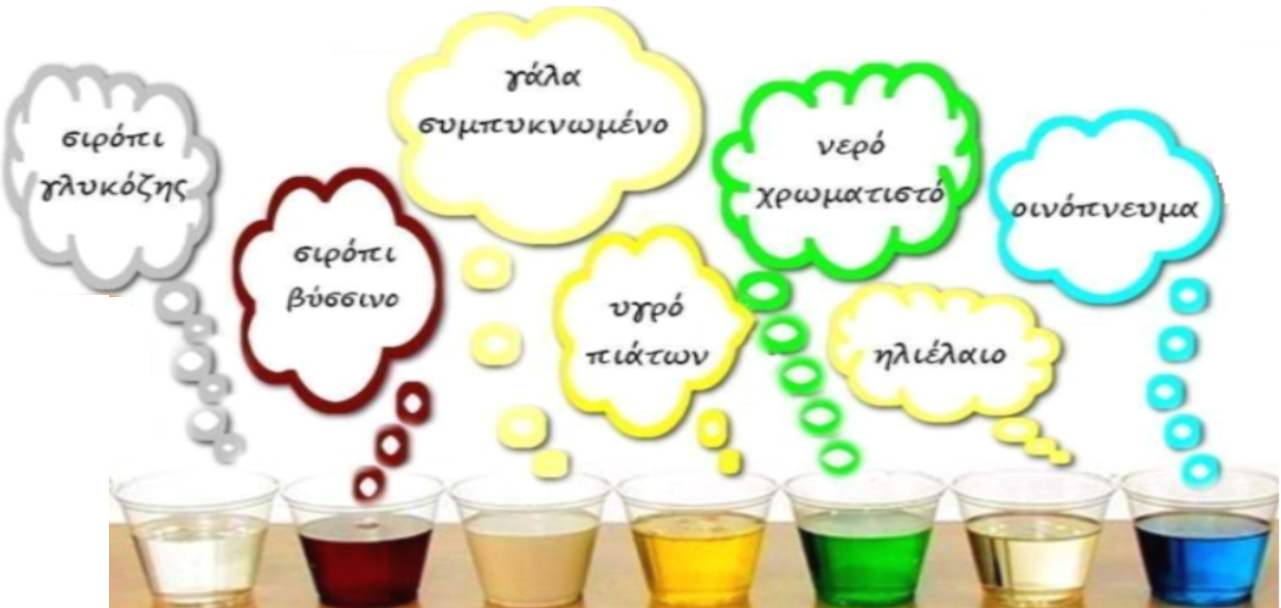 σιρόπι
γλυκόζης
σιρόπι
βύσσινο
γάλα
συμπυκνωμένο
υγρό
πιάτων
νερό
χρωματιστό
ηλιέλαιο
οινόπνευμα